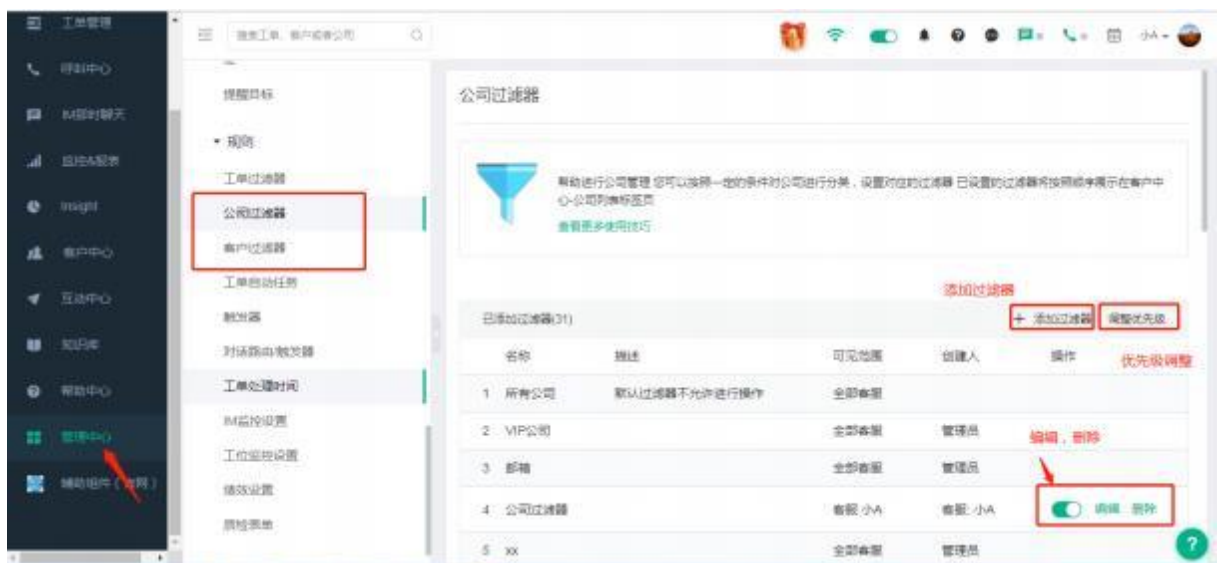 工单管理
呼叫中心
IM即时聊天
监控&报表
Insight
客户中心
互动中心
知识库
帮助中心
管理中心
辅助组件(官网)
搜索工单、客户或者公司
小A
提醒目标
规则
工单过滤器
公司过滤器
客户过滤器
工单自动任务
触发器
对话路由/触发器
工单处理时间
IM监控设置
工位监控设置
绩效设置
质检表单
公司过滤器
帮助进行公司管理 您可以按照一定的条件对公司进行分类,设置对应的过滤器 已设置的过滤器将按照顺序展示在客户中
心-公司列表标签页
查看更多使用技巧
添加过滤器
已添加过滤器(31)
+ 添加过滤器 调整优先级
名称 描述 可见范围 创建人 操作
优先级调整
1 所有公司 默认过滤器不允许进行操作 全部客服
2 VIP公司 全部客服 管理员
编辑,删除
3 邮箱 全部客服 管理员
4 公司过滤器 客服:小A 客服:小A 编辑 删除
5 xx 全部客服 管理员
?